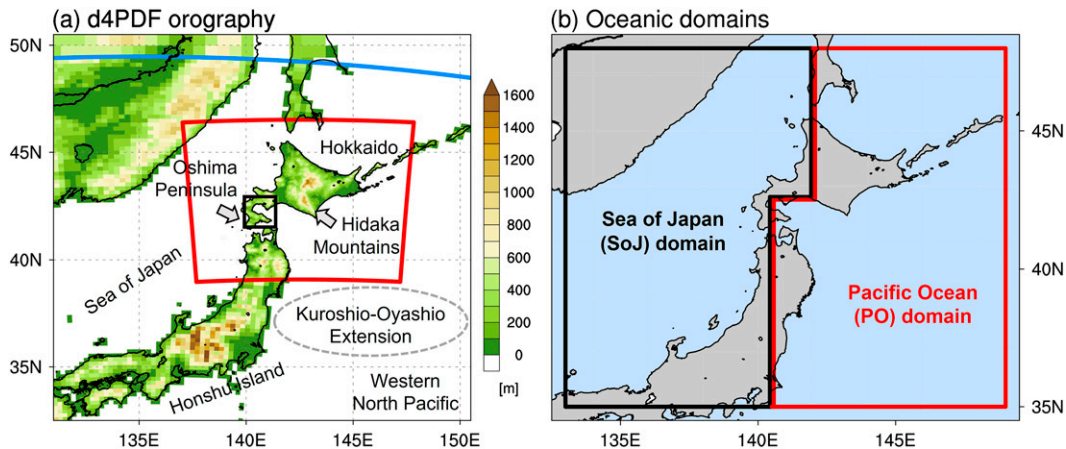 (a) d4PDF orography
50N
45N
40N
35N
135E
140E
145E
150E
Hokkaido
Oshima
Peninsula
Hidaka
Mountains
Sea of Japan
Kuroshio-Oyashio
Extension
Honshu Island
Western
North Pacific
1600
1400
1200
1000
800
600
400
200
0
[m]
(b) Oceanic domains
Sea of Japan
(SoJ) domain
Pacific Ocean
(PO) domain
45N
40N
35N
135E
140E
145E